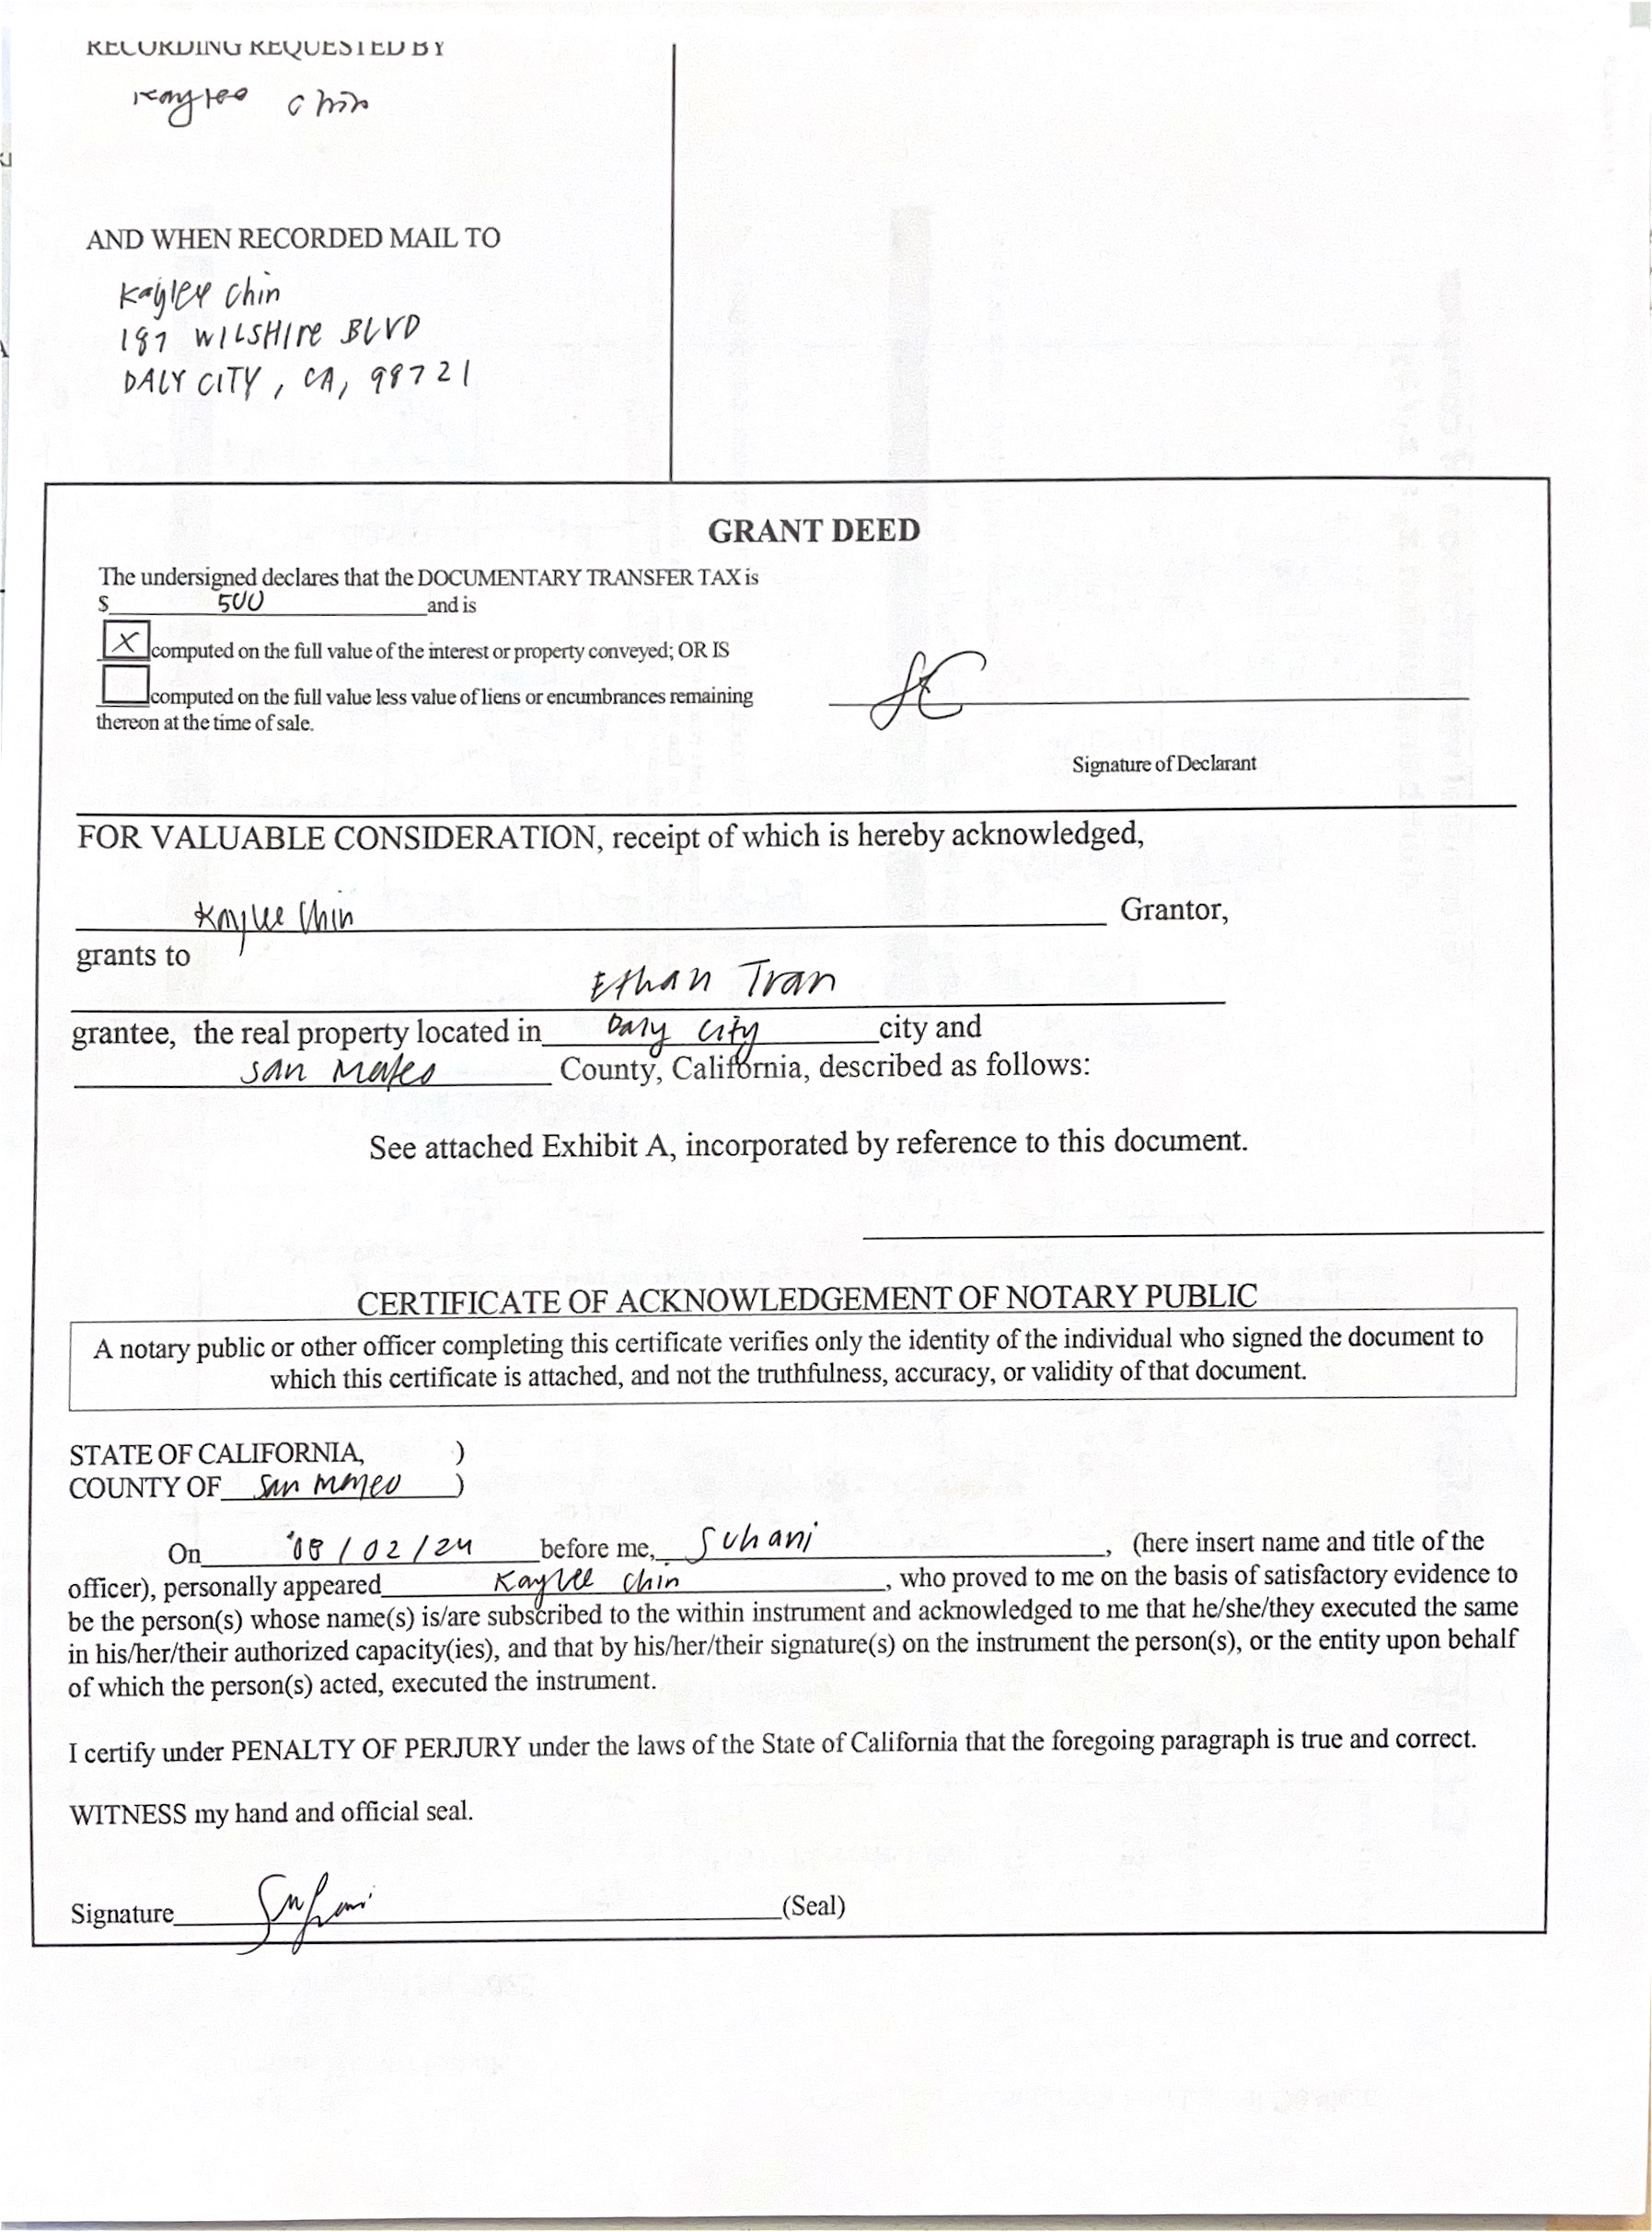 RECORDING REQUESTED BY
Kaylee Chin
AND WHEN RECORDED MAIL TO
Kaylee Chin
187 WILSHIRE BLVD
DALY CITY, CA, 98721
GRANT DEED
The undersigned declares that the DOCUMENTARY TRANSFER TAX is
$ 500 and is
X computed on the full value of the interest or property conveyed; OR IS
computed on the full value less value of liens or encumbrances remaining
thereon at the time of sale.
Signature of Declarant
FOR VALUABLE CONSIDERATION, receipt of which is hereby acknowledged,
Kaylee Chin Grantor,
grants to
Ethan Tran
grantee, the real property located in Daly City city and
San Mateo County, California, described as follows:
See attached Exhibit A, incorporated by reference to this document.
CERTIFICATE OF ACKNOWLEDGEMENT OF NOTARY PUBLIC
A notary public or other officer completing this certificate verifies only the identity of the individual who signed the document to
which this certificate is attached, and not the truthfulness, accuracy, or validity of that document.
STATE OF CALIFORNIA, )
COUNTY OF San Mateo )
On 08/02/24 before me, Suhani, (here insert name and title of the
officer), personally appeared Kaylee Chin, who proved to me on the basis of satisfactory evidence to
be the person(s) whose name(s) is/are subscribed to the within instrument and acknowledged to me that he/she/they executed the same
in his/her/their authorized capacity(ies), and that by his/her/their signature(s) on the instrument the person(s), or the entity upon behalf
of which the person(s) acted, executed the instrument.
I certify under PENALTY OF PERJURY under the laws of the State of California that the foregoing paragraph is true and correct.
WITNESS my hand and official seal.
Signature Suhani (Seal)